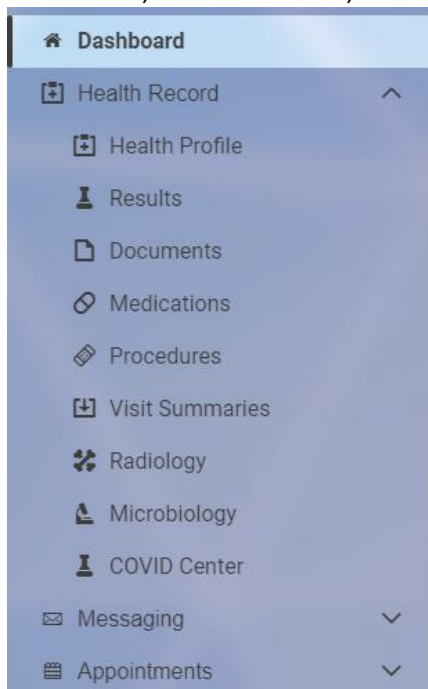 Dashboard
Health Record
Health Profile
Results
Documents
Medications
Procedures
Visit Summaries
Radiology
Microbiology
COVID Center
Messaging
Appointments